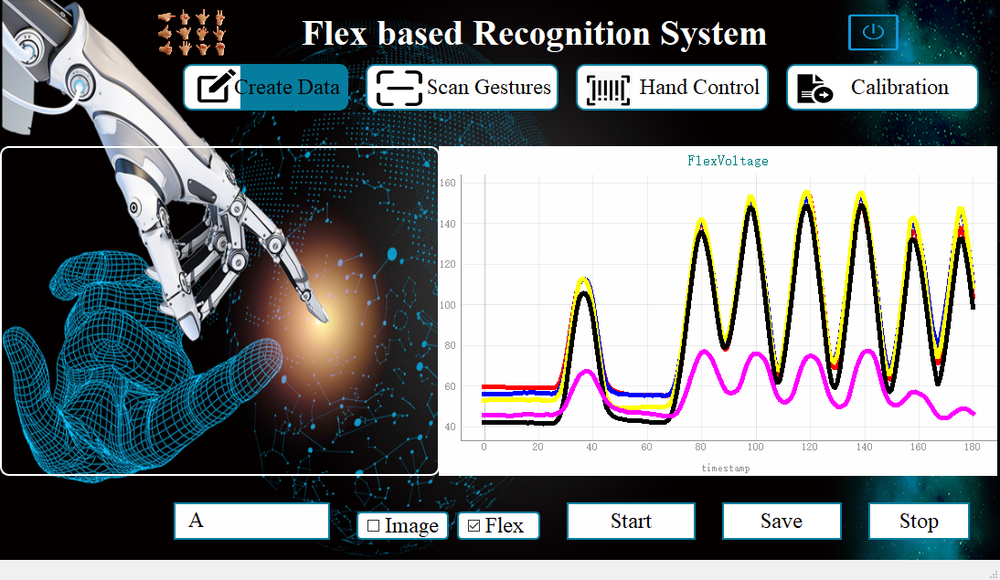 Flex based Recognition System
Create Data
Scan Gestures
Hand Control
Calibration
FlexVoltage
160
140
120
100
80
60
40
0 20 40 60 80 100 120 140 160 180
timestamp
A
Image
Flex
Start
Save
Stop